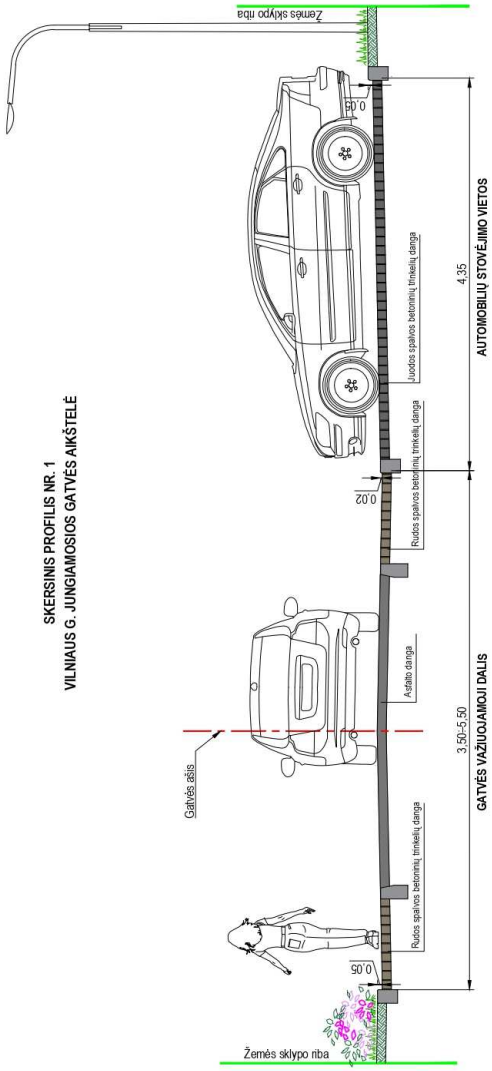 SKERSINIS PROFILIS NR. 1
VILNIAUS G. JUNGIAMOSIOS GATVĖS AIKŠTELĖ
Gatvės ašis
Žemės sklypo riba
Žemės sklypo riba
0,05
0,02
0,05
Rudos spalvos betoninių trinkelių danga
Asfalto danga
Rudos spalvos betoninių trinkelių danga
Juodos spalvos betoninių trinkelių danga
3,50-5,50
4,35
GATVĖS VAŽIUOJAMOJI DALIS
AUTOMOBILIŲ STOVĖJIMO VIETOS